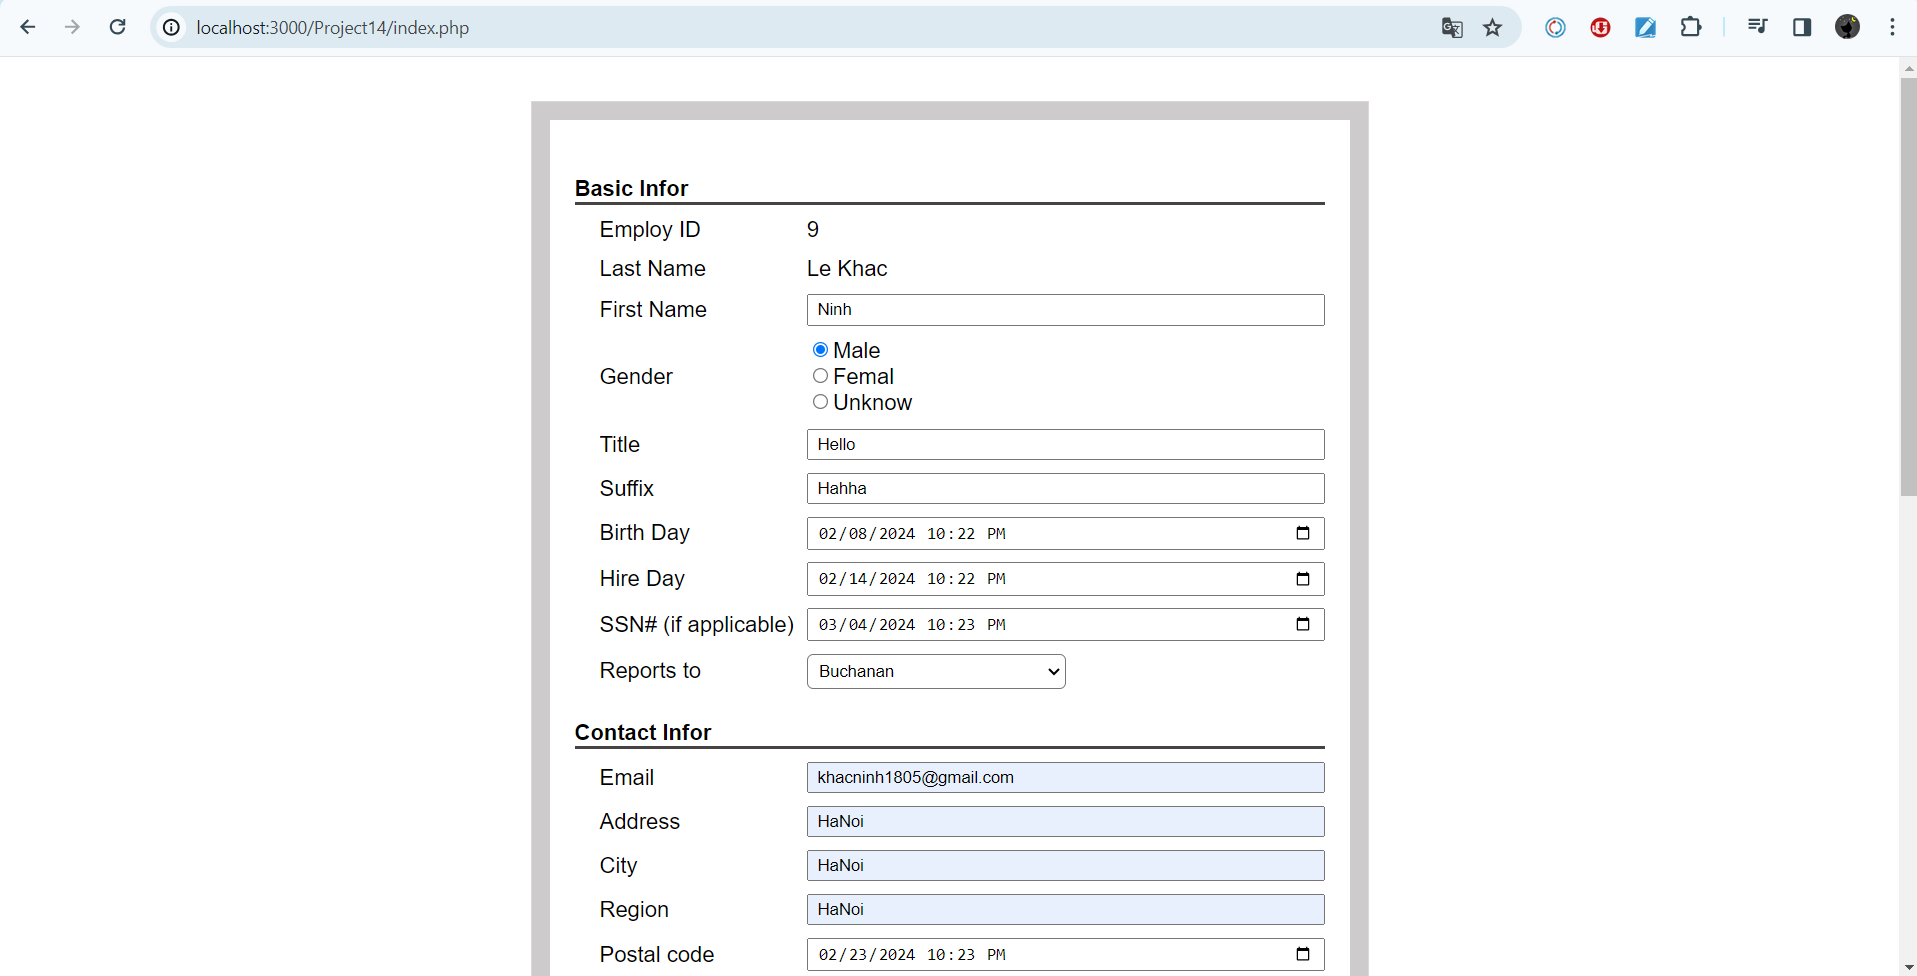 localhost:3000/Project14/index.php
Basic Infor
Employ ID 9
Last Name Le Khac
First Name Ninh
Gender
Male
Femal
Unknow
Title Hello
Suffix Hahha
Birth Day 02/08/2024 10:22 PM
Hire Day 02/14/2024 10:22 PM
SSN# (if applicable) 03/04/2024 10:23 PM
Reports to Buchanan
Contact Infor
Email khacninh1805@gmail.com
Address HaNoi
City HaNoi
Region HaNoi
Postal code 02/23/2024 10:23 PM